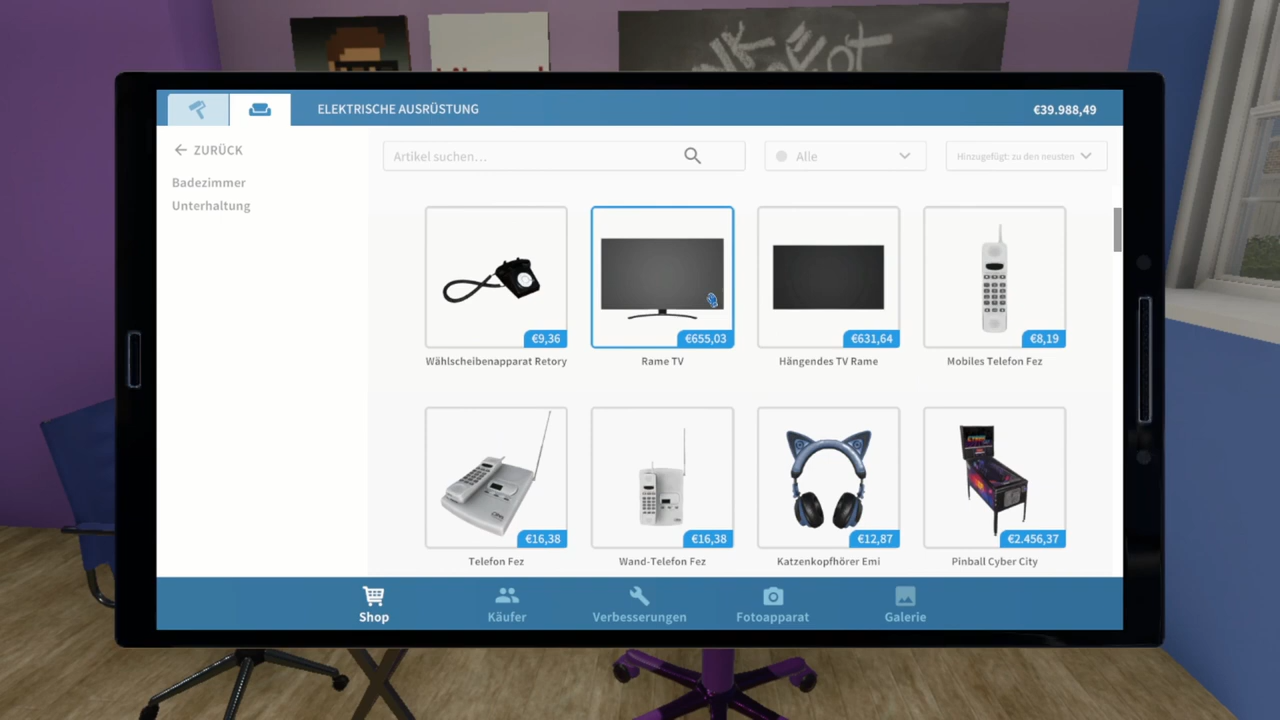 ELEKTRISCHE AUSRÜSTUNG
€39.988,49
ZURÜCK
Badezimmer
Unterhaltung
Artikel suchen...
Alle
Hinzugefügt: zu den neusten
€9,36
€655,03
€631,64
€8,19
Wählscheibenapparat Retory
Rame TV
Hängendes TV Rame
Mobiles Telefon Fez
€16,38
€16,38
€12,87
€2.456,37
Telefon Fez
Wand-Telefon Fez
Katzenkopfhörer Emi
Pinball Cyber City
Shop
Käufer
Verbesserungen
Fotoapparat
Galerie